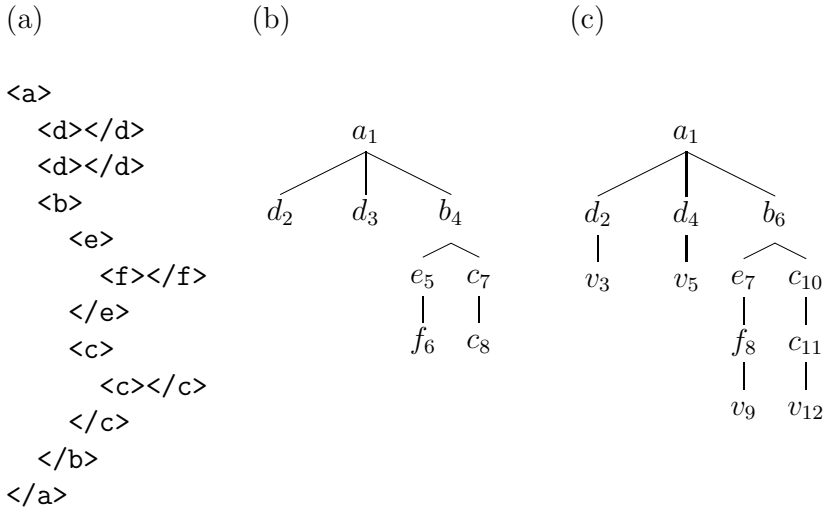 (a)
<a>
<d></d>
<d></d>
<b>
<e>
<f></f>
</e>
<c>
<c></c>
</c>
</b>
</a>
(b)
a₁
d₂ d₃ b₄
e₅ c₇
f₆ c₈
(c)
a₁
d₂ d₄ b₆
v₃ v₅ e₇ c₁₀
f₈ c₁₁
v₉ v₁₂